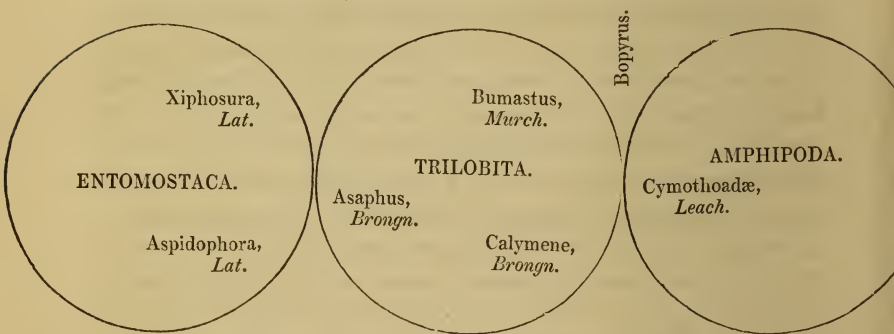 Xiphosura,
Lat.
ENTOMOSTACA.
Aspidophora,
Lat.
Bumastus,
Murch.
TRILOBITA.
Asaphus,
Brongn.
Calymene,
Brongn.
Bopyrus.
AMPHIPODA.
Cymothoadæ,
Leach.